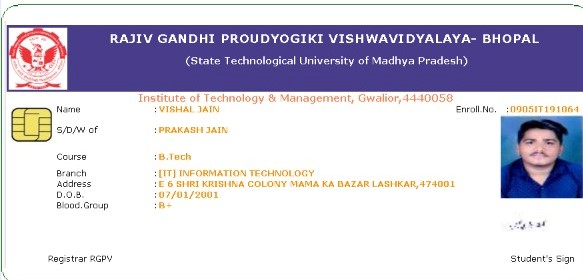 RAJIV GANDHI PROUDYOGIKI VISHWAVIDYALAYA- BHOPAL
(State Technological University of Madhya Pradesh)
Institute of Technology & Management, Gwalior,4440058
Name : VISHAL JAIN Enroll.No. :0905IT191064
S/D/W of : PRAKASH JAIN
Course : B.Tech
Branch : [IT] INFORMATION TECHNOLOGY
Address : E 6 SHRI KRISHNA COLONY MAMA KA BAZAR LASHKAR,474001
D.O.B. : 07/01/2001
Blood.Group : B+
Registrar RGPV Student's Sign